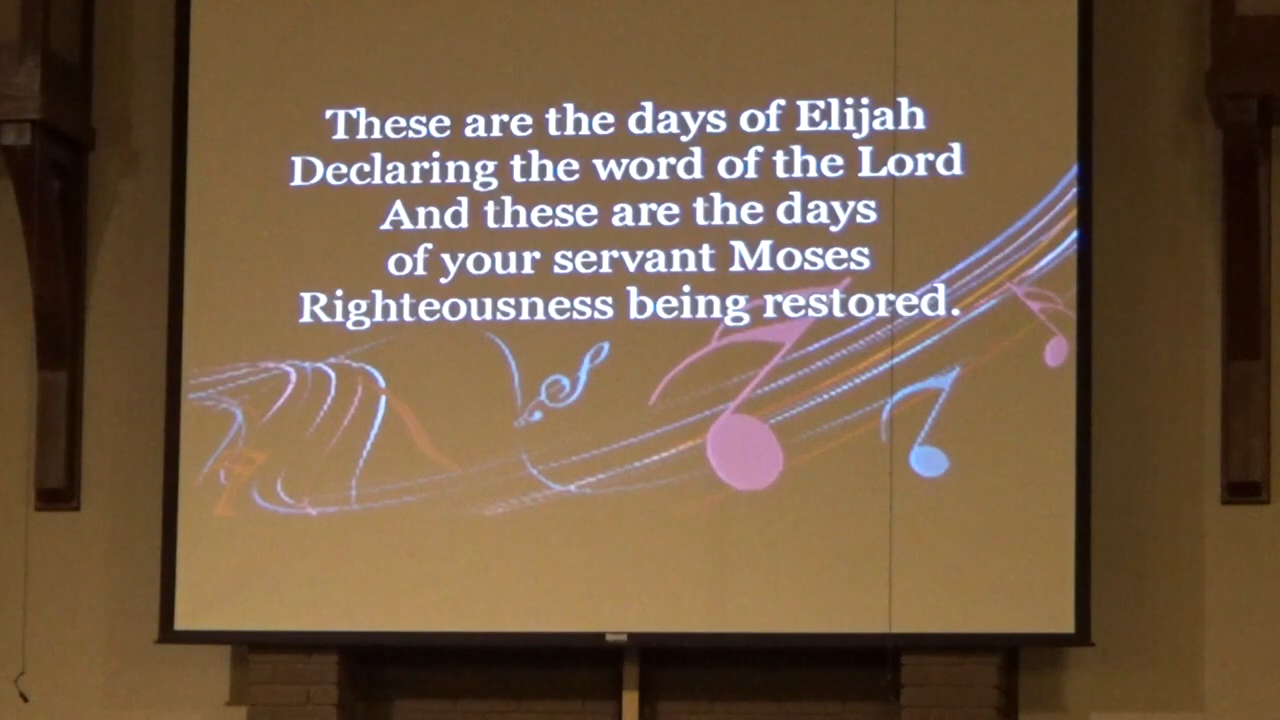 These are the days of Elijah
Declaring the word of the Lord
And these are the days
of your servant Moses
Righteousness being restored.